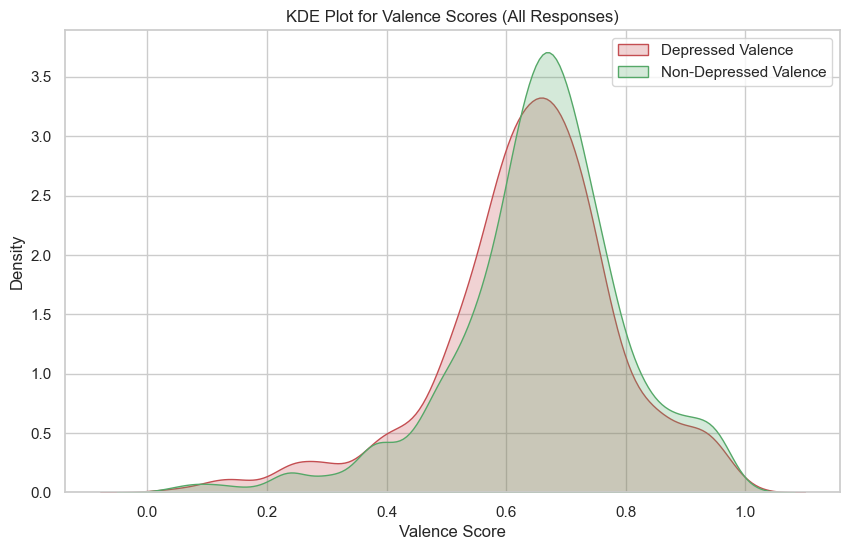 KDE Plot for Valence Scores (All Responses)
Depressed Valence
Non-Depressed Valence
3.5
3.0
2.5
2.0
1.5
1.0
0.5
0.0
Density
0.0 0.2 0.4 0.6 0.8 1.0
Valence Score